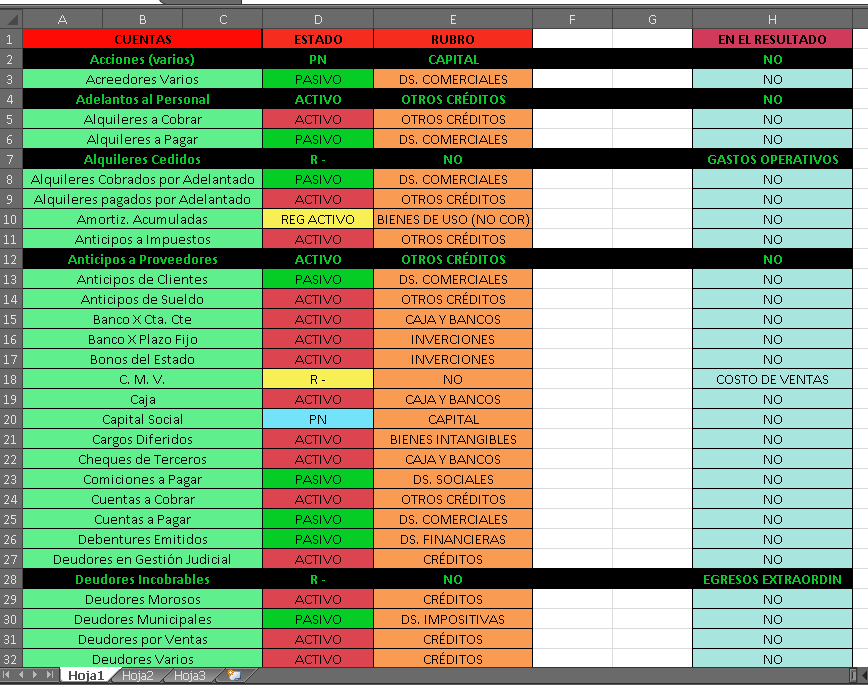 A B C D E F G H
1 CUENTAS ESTADO RUBRO EN EL RESULTADO
2 Acciones (varios) PN CAPITAL NO
3 Acreedores Varios PASIVO DS. COMERCIALES NO
4 Adelantos al Personal ACTIVO OTROS CRÉDITOS NO
5 Alquileres a Cobrar ACTIVO OTROS CRÉDITOS NO
6 Alquileres a Pagar PASIVO DS. COMERCIALES NO
7 Alquileres Cedidos R - NO GASTOS OPERATIVOS
8 Alquileres Cobrados por Adelantado PASIVO DS. COMERCIALES NO
9 Alquileres pagados por Adelantado ACTIVO OTROS CRÉDITOS NO
10 Amortiz. Acumuladas REG ACTIVO BIENES DE USO (NO COR) NO
11 Anticipos a Impuestos ACTIVO OTROS CRÉDITOS NO
12 Anticipos a Proveedores ACTIVO OTROS CRÉDITOS NO
13 Anticipos de Clientes PASIVO DS. COMERCIALES NO
14 Anticipos de Sueldo ACTIVO OTROS CRÉDITOS NO
15 Banco X Cta. Cte ACTIVO CAJA Y BANCOS NO
16 Banco X Plazo Fijo ACTIVO INVERCIONES NO
17 Bonos del Estado ACTIVO INVERCIONES NO
18 C. M. V. R - NO COSTO DE VENTAS
19 Caja ACTIVO CAJA Y BANCOS NO
20 Capital Social PN CAPITAL NO
21 Cargos Diferidos ACTIVO BIENES INTANGIBLES NO
22 Cheques de Terceros ACTIVO CAJA Y BANCOS NO
23 Comiciones a Pagar PASIVO DS. SOCIALES NO
24 Cuentas a Cobrar ACTIVO OTROS CRÉDITOS NO
25 Cuentas a Pagar PASIVO DS. COMERCIALES NO
26 Debentures Emitidos PASIVO DS. FINANCIERAS NO
27 Deudores en Gestión Judicial ACTIVO CRÉDITOS NO
28 Deudores Incobrables R - NO EGRESOS EXTRAORDIN
29 Deudores Morosos ACTIVO CRÉDITOS NO
30 Deudores Municipales PASIVO DS. IMPOSITIVAS NO
31 Deudores por Ventas ACTIVO CRÉDITOS NO
32 Deudores Varios ACTIVO CRÉDITOS NO
Hoja1 Hoja2 Hoja3